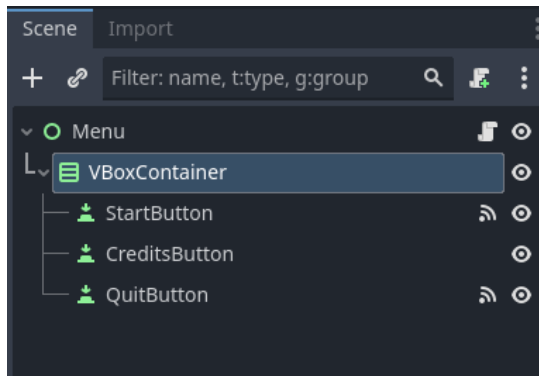 Scene Import
Filter: name, t:type, g:group
Menu
VBoxContainer
StartButton
CreditsButton
QuitButton